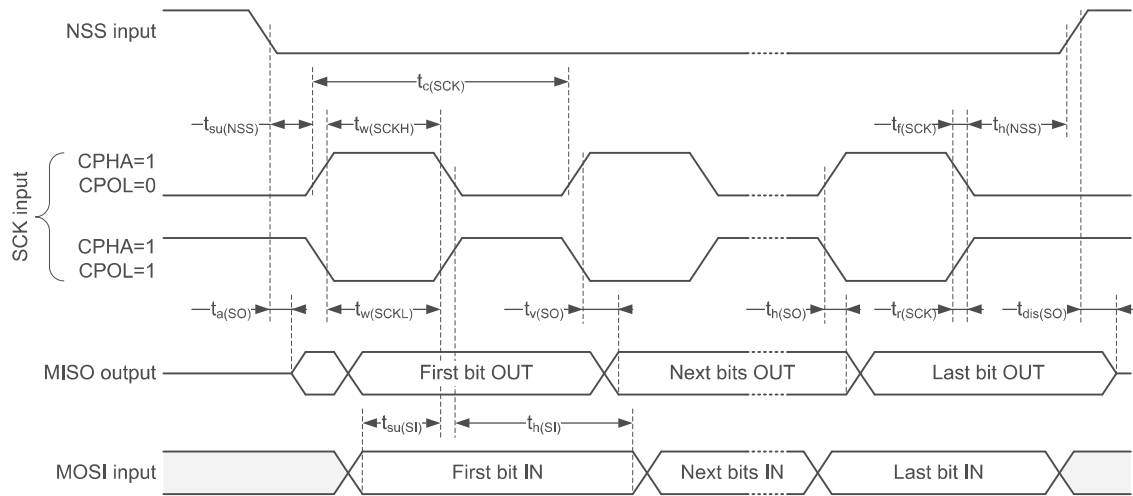 NSS input
tc(SCK)
tsu(NSS)
tw(SCKH)
tf(SCK)
th(NSS)
SCK input
CPHA=1
CPOL=0
CPHA=1
CPOL=1
ta(SO)
tw(SCKL)
tv(SO)
th(SO)
tr(SCK)
tdis(SO)
MISO output
First bit OUT
Next bits OUT
Last bit OUT
tsu(SI)
th(SI)
MOSI input
First bit IN
Next bits IN
Last bit IN